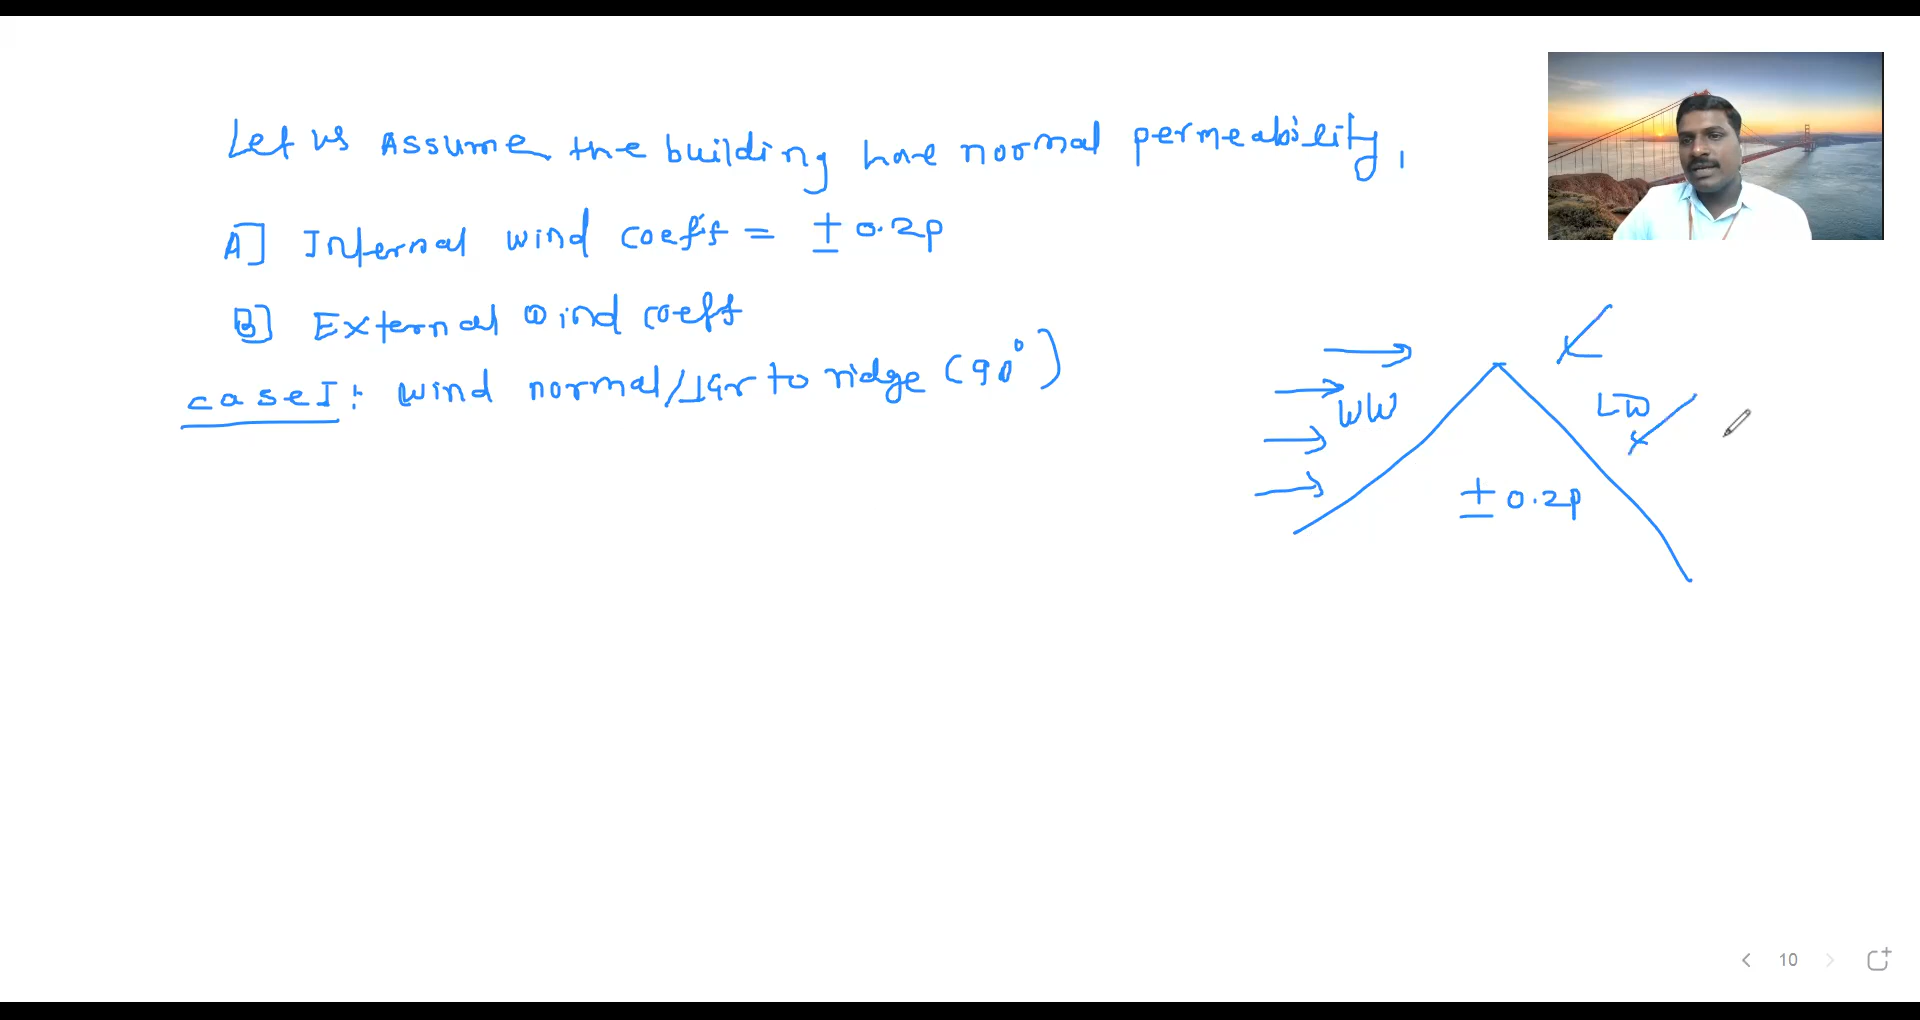 Let us Assume the building have normal permeability,
A] Internal wind coeff = ± 0.2p
B] External wind coeff
case I : wind normal/⊥ar to ridge (90°)
WW
LW
± 0.2p
10